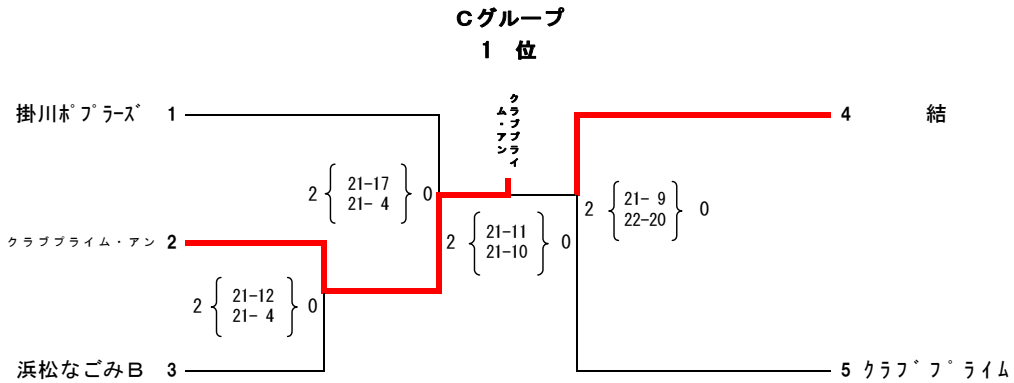 Cグループ
1 位
クラブプライム・アン
掛川ﾎﾟﾌﾟﾗｰｽﾞ 1
4 結
2 { 21-17 } 0
21- 4
2 { 21- 9 } 0
22-20
クラブプライム・アン 2
2 { 21-11 } 0
21-10
2 { 21-12 } 0
21- 4
浜松なごみB 3
5 ｸﾗﾌﾞﾌﾟﾗｲﾑ